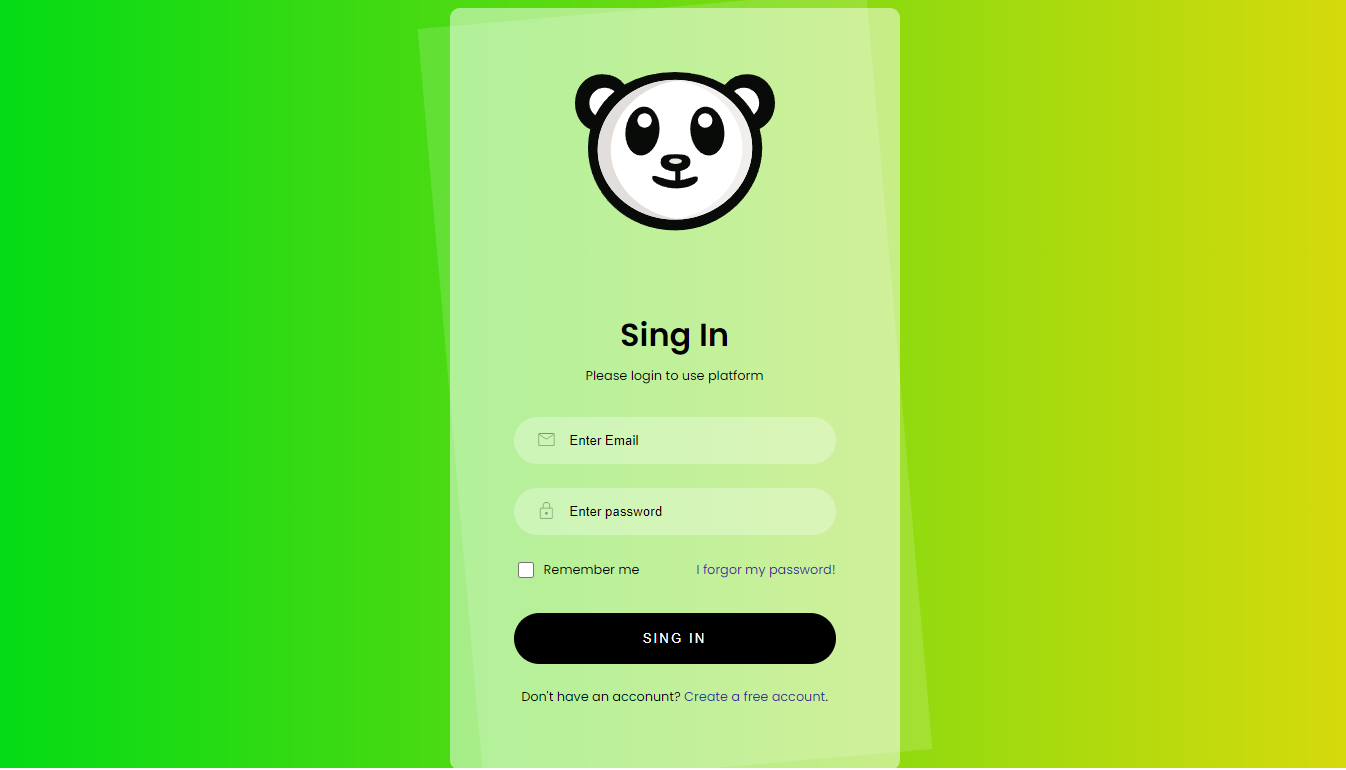 Sing In
Please login to use platform
Enter Email
Enter password
Remember me I forgor my password!
SING IN
Don't have an acconunt? Create a free account.